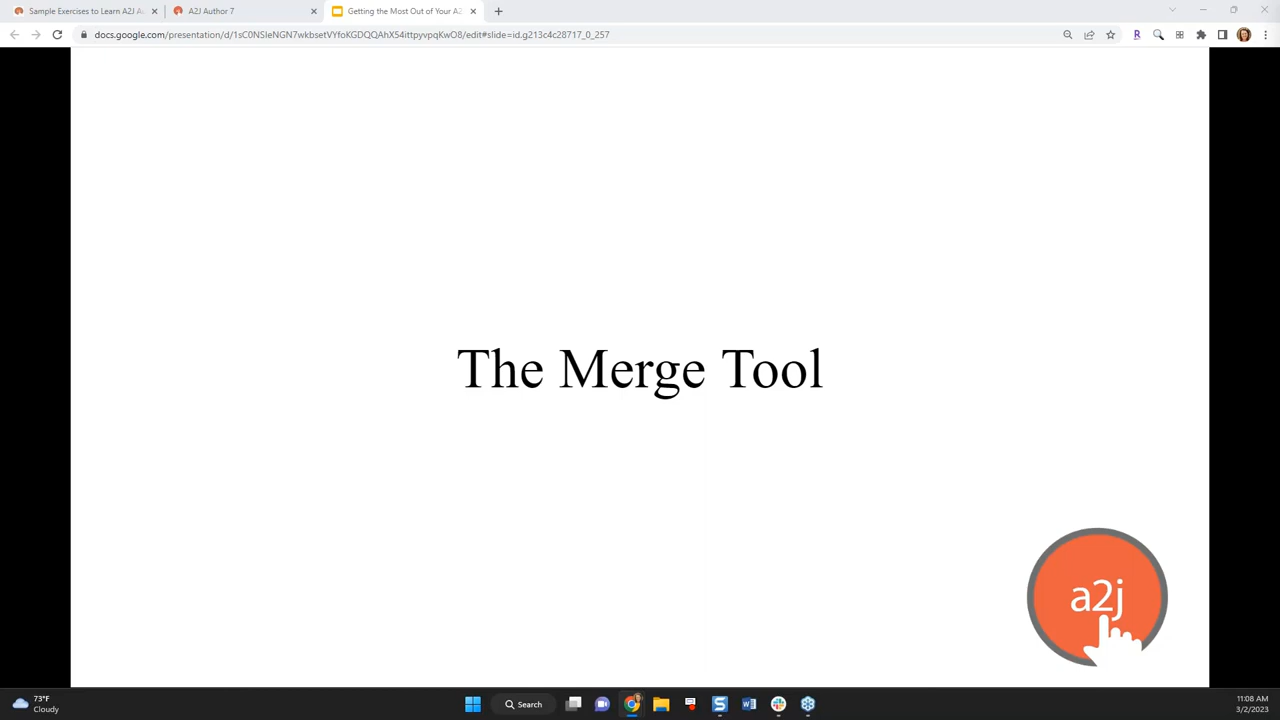 Sample Exercises to Learn A2J Au
A2J Author 7
Getting the Most Out of Your A2
docs.google.com/presentation/d/1sC0NSIeNGN7wkbsetVYfoKGDQQAhX54ittpyvpqKwO8/edit#slide=id.g213c4c28717_0_257
The Merge Tool
a2j
73°F
Cloudy
Search
11:08 AM
3/2/2023